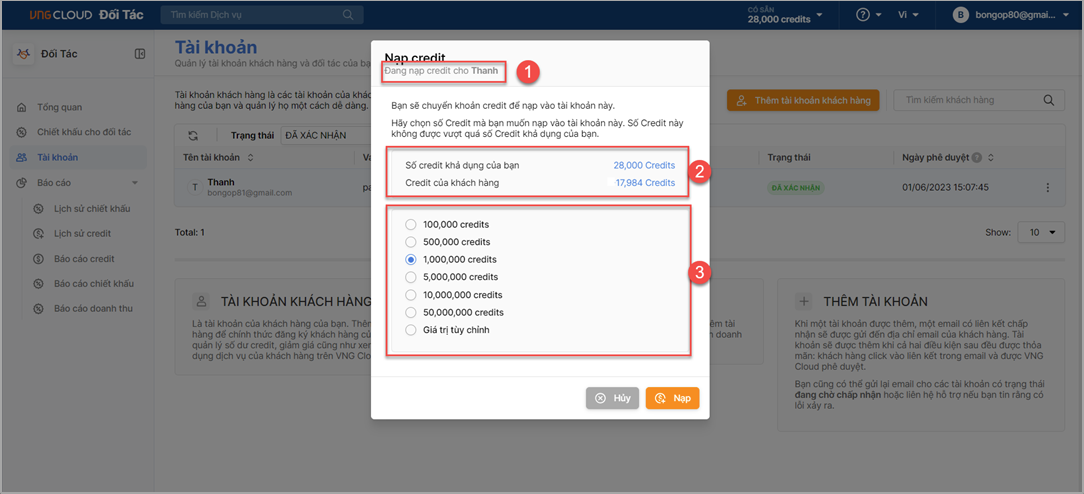 VNGCLOUD Đối Tác
Tìm kiếm Dịch vụ
CÓ SẴN
28,000 credits
Vi
B
bongop80@gmai...
Đối Tác
Tổng quan
Chiết khấu cho đối tác
Tài khoản
Báo cáo
Lịch sử chiết khấu
Lịch sử credit
Báo cáo credit
Báo cáo chiết khấu
Báo cáo doanh thu
Tài khoản
Quản lý tài khoản khách hàng và đối tác của bạ
Tài khoản khách hàng là các tài khoản của khách
hàng của bạn và quản lý họ một cách dễ dàng.
Thêm tài khoản khách hàng
Tìm kiếm khách hàng
Trạng thái
ĐÃ XÁC NHẬN
Tên tài khoản
Trạng thái
Ngày phê duyệt
T
Thanh
bongop81@gmail.com
pa
ĐÃ XÁC NHẬN
01/06/2023 15:07:45
Total: 1
Show:
10
Nạp credit
Đang nạp credit cho Thanh
1
Bạn sẽ chuyển khoản credit để nạp vào tài khoản này.
Hãy chọn số Credit mà bạn muốn nạp vào tài khoản này. Số Credit này
không được vượt quá số Credit khả dụng của bạn.
Số credit khả dụng của bạn
28,000 Credits
Credit của khách hàng
17,984 Credits
2
100,000 credits
500,000 credits
1,000,000 credits
5,000,000 credits
10,000,000 credits
50,000,000 credits
Giá trị tùy chỉnh
3
Hủy
Nạp
TÀI KHOẢN KHÁCH HÀNG
Là tài khoản của khách hàng của bạn. Thên
hàng để chính thức đăng ký khách hàng củ
quản lý số dư credit, giảm giá cũng như xem
dụng dịch vụ của khách hàng trên VNG Clou
êm tài
doanh
THÊM TÀI KHOẢN
Khi một tài khoản được thêm, một email có liên kết chấp
nhận sẽ được gửi đến địa chỉ email của khách hàng. Tài
khoản sẽ được thêm khi cả hai điều kiện sau đều được thỏa
mãn: khách hàng click vào liên kết trong email và được VNG
Cloud phê duyệt.
Bạn cũng có thể gửi lại email cho các tài khoản có trạng thái
đang chờ chấp nhận hoặc liên hệ hỗ trợ nếu bạn tin rằng có
lỗi xảy ra.